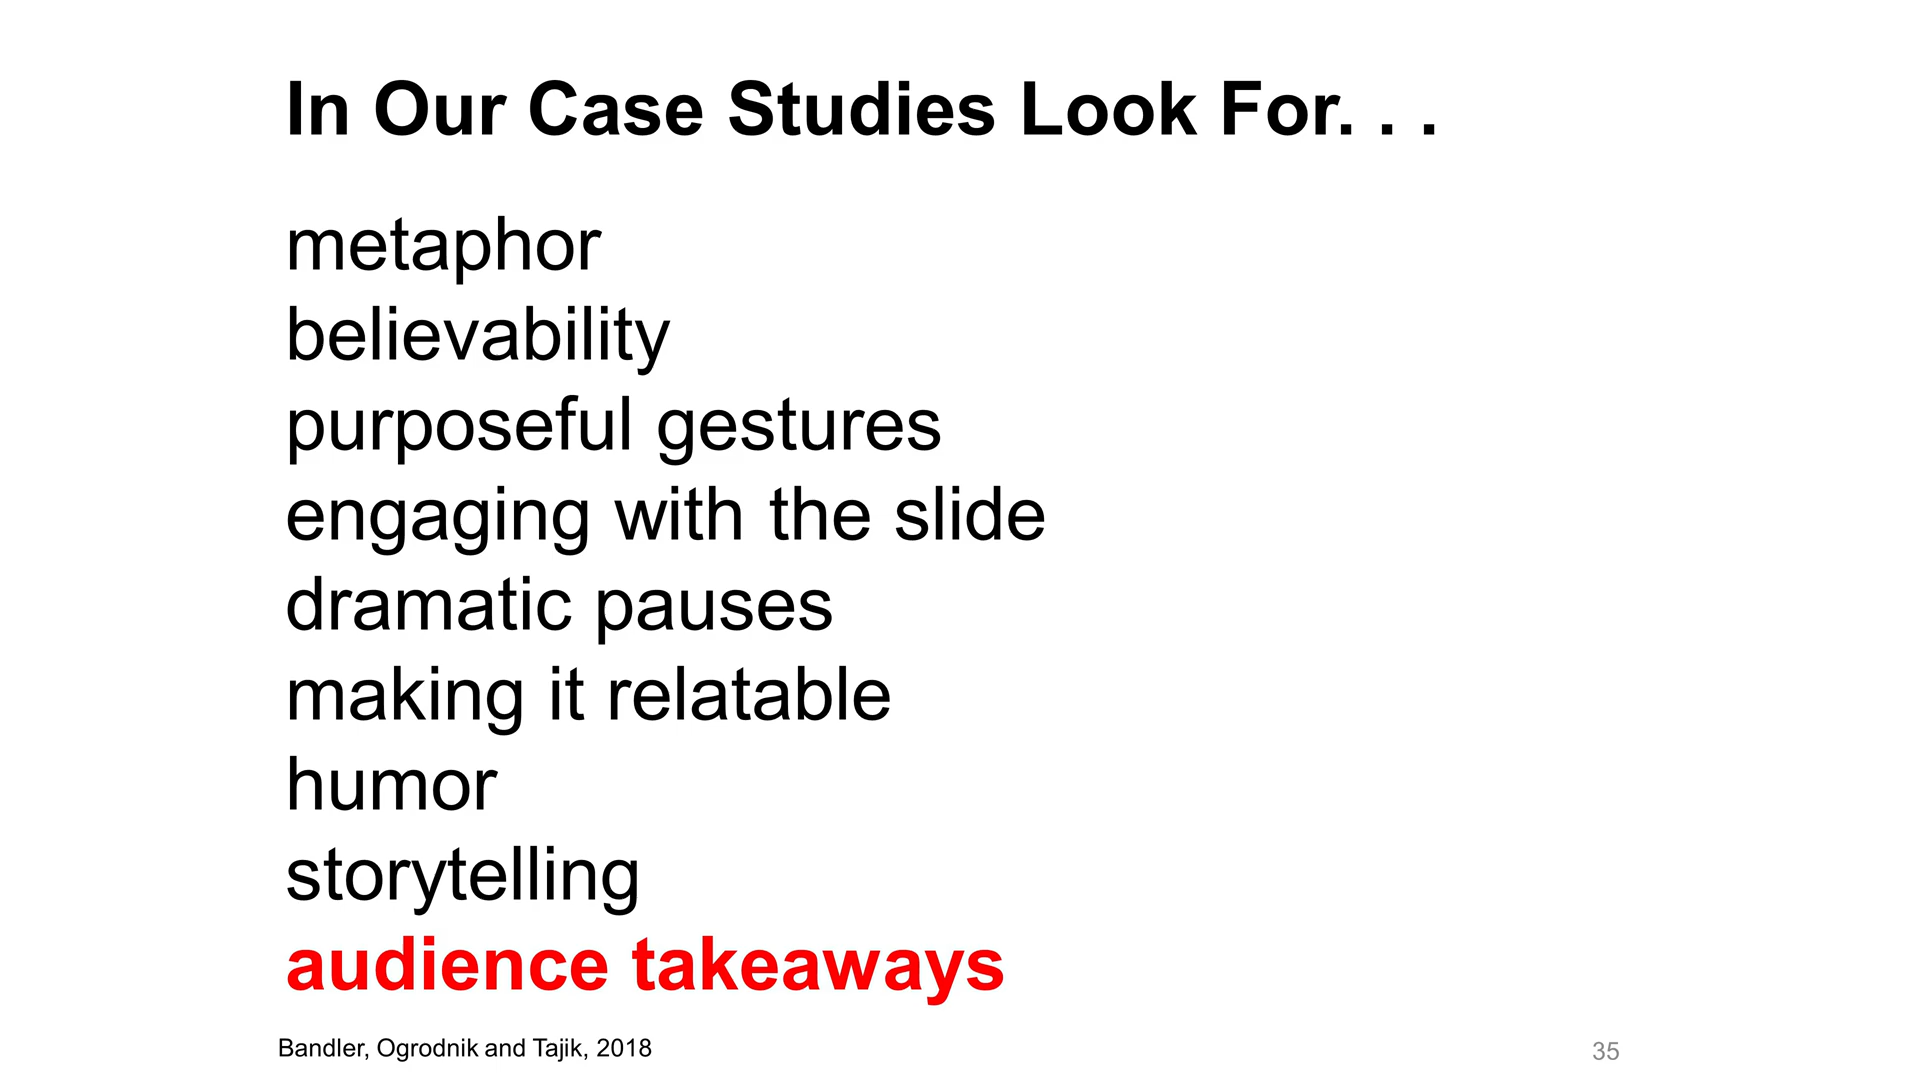 In Our Case Studies Look For. . .
metaphor
believability
purposeful gestures
engaging with the slide
dramatic pauses
making it relatable
humor
storytelling
audience takeaways
Bandler, Ogrodnik and Tajik, 2018
35